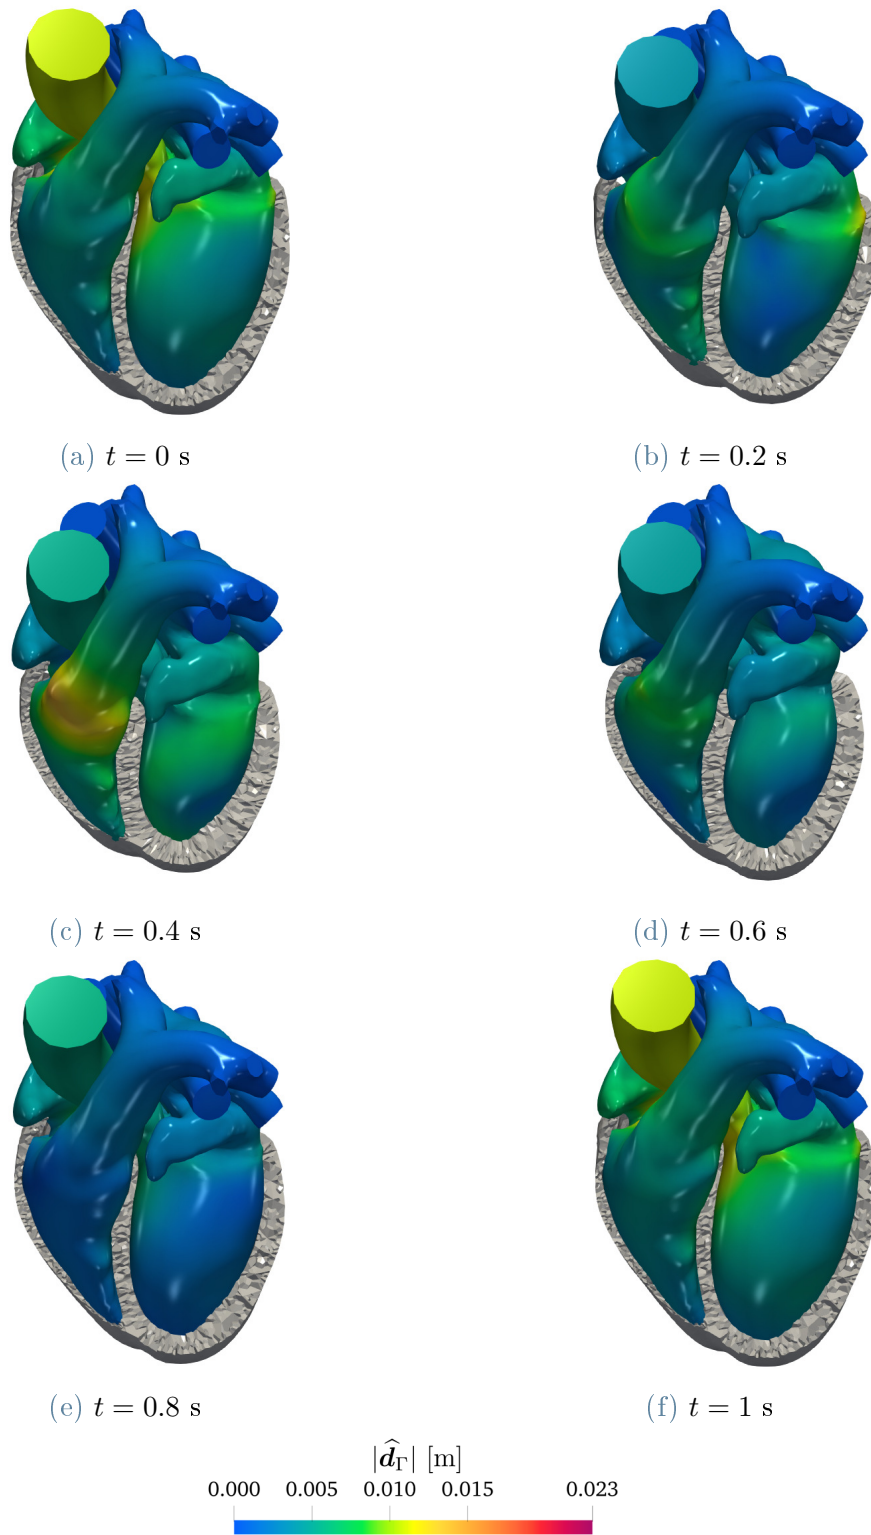 (a) t = 0 s
(b) t = 0.2 s
(c) t = 0.4 s
(d) t = 0.6 s
(e) t = 0.8 s
(f) t = 1 s
|d̂_Γ| [m]
0.000 0.005 0.010 0.015 0.023